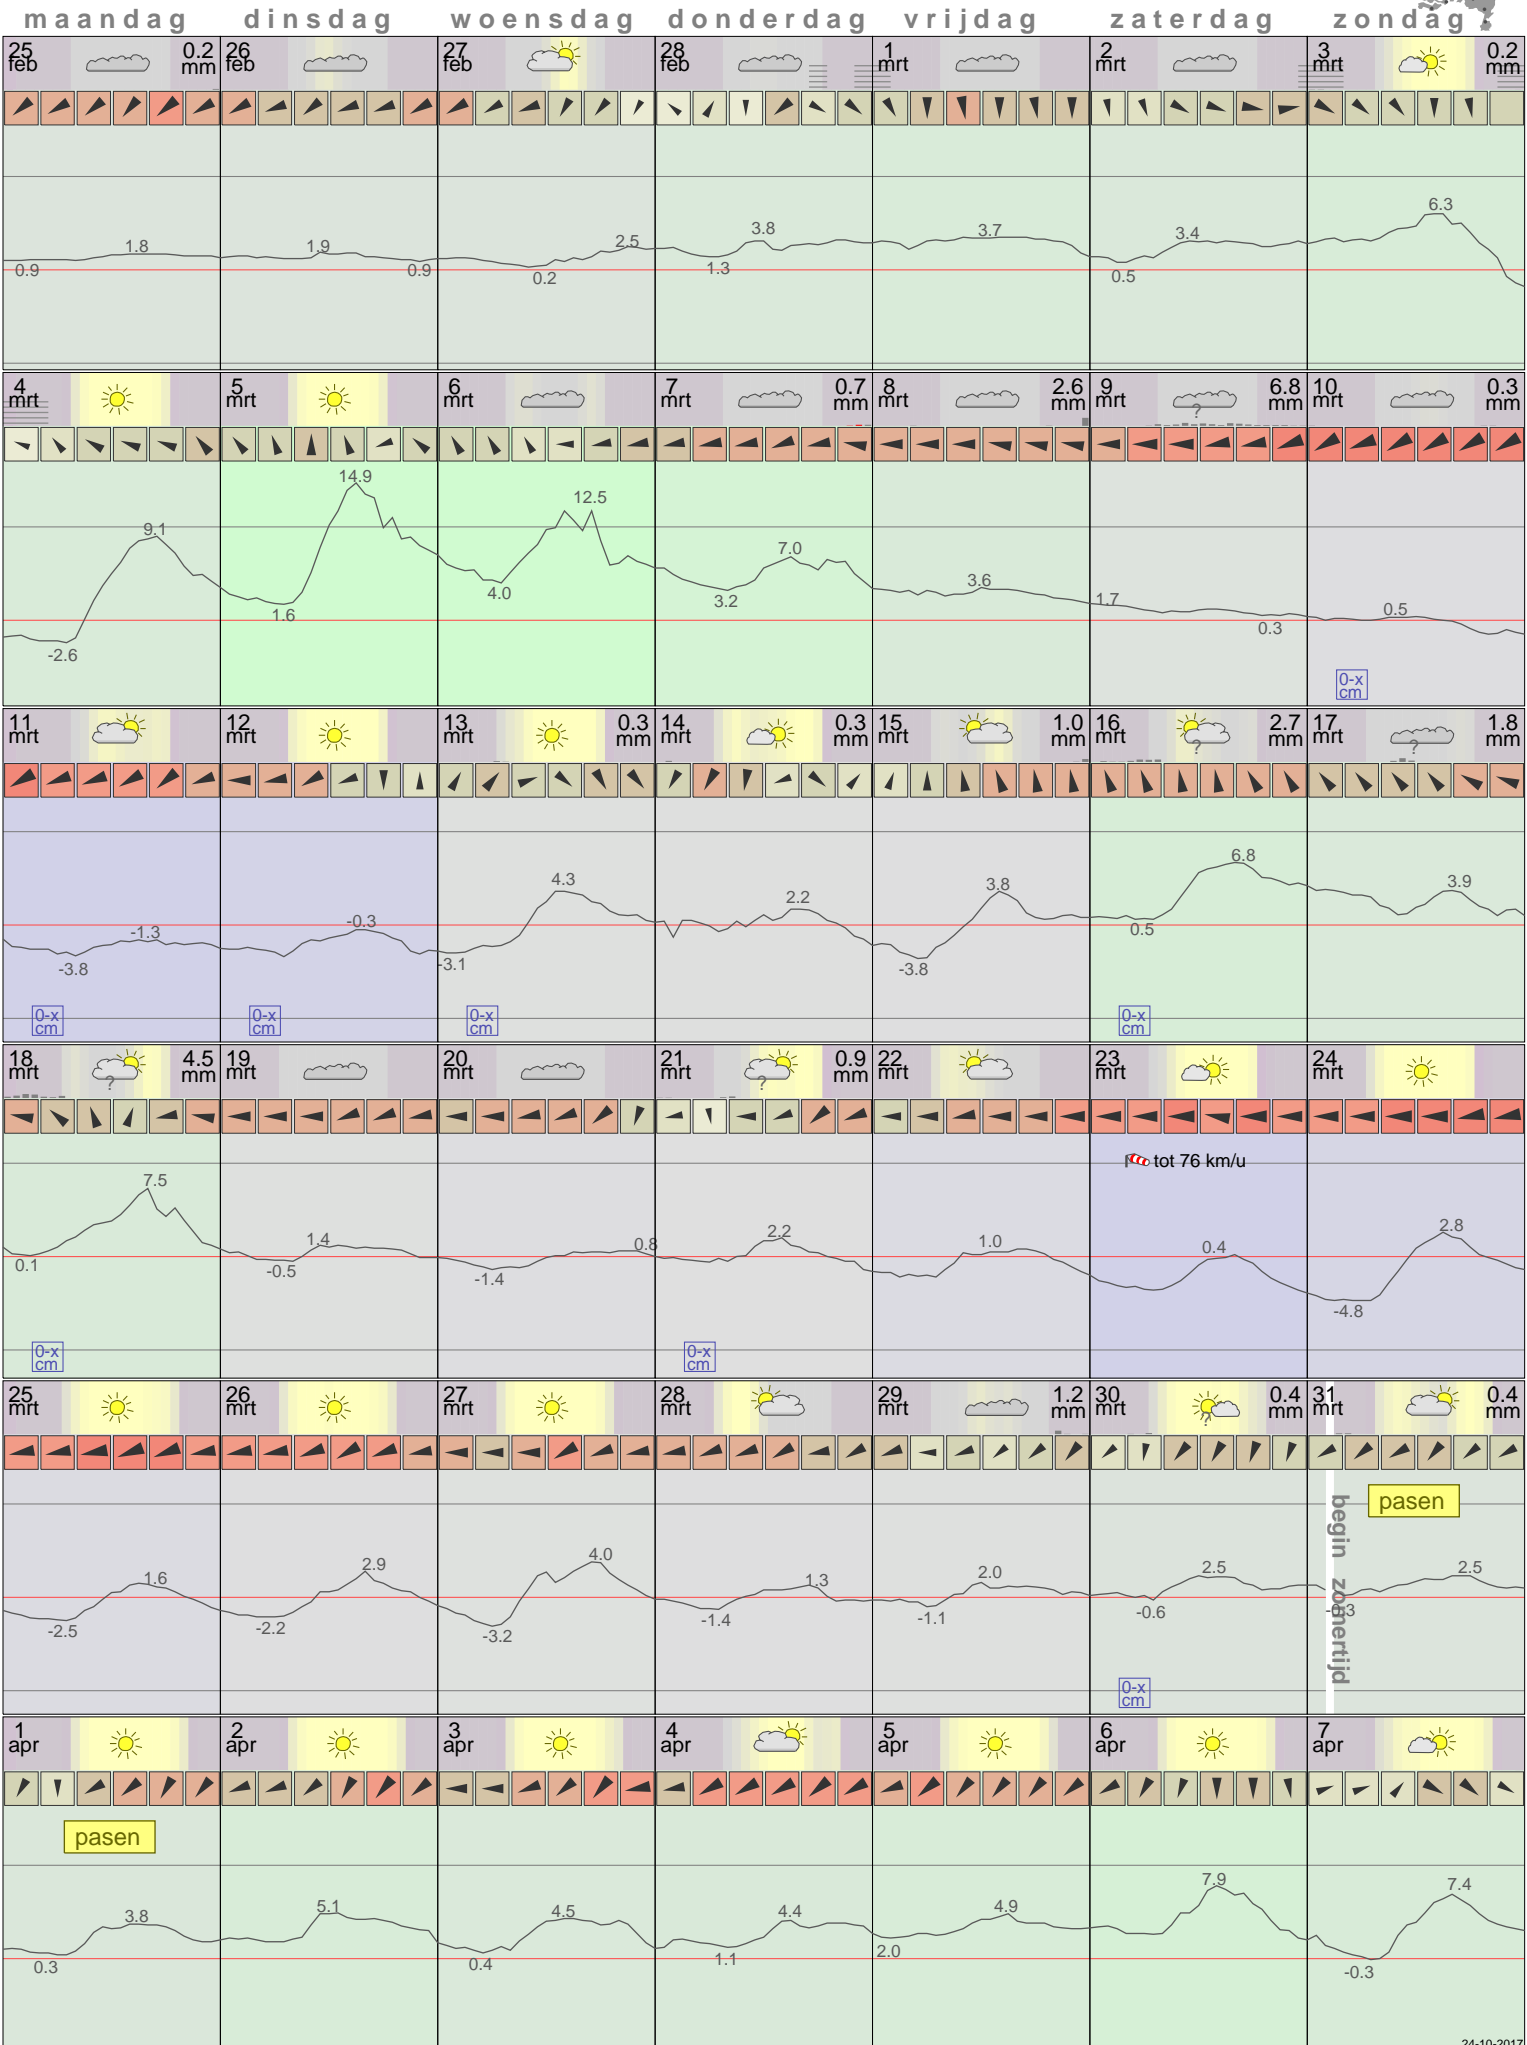 maandag dinsdag woensdag donderdag vrijdag zaterdag zondag
25 feb 0.2 mm 26 feb 27 feb 28 feb 1 mrt 2 mrt 3 mrt 0.2 mm
0.9 1.8 1.9 0.9 0.2 2.5 1.3 3.8 3.7 0.5 3.4 6.3
4 mrt 5 mrt 6 mrt 7 mrt 0.7 mm 8 mrt 2.6 mm 9 mrt ? 6.8 mm 10 mrt 0.3 mm
-2.6 9.1 1.6 14.9 4.0 12.5 3.2 7.0 3.6 1.7 0.3 0.5
0-x cm
11 mrt 12 mrt 13 mrt 0.3 mm 14 mrt 0.3 mm 15 mrt 1.0 mm 16 mrt ? 2.7 mm 17 mrt ? 1.8 mm
-3.8 -1.3 -0.3 -3.1 4.3 2.2 -3.8 3.8 0.5 6.8 3.9
0-x cm 0-x cm 0-x cm 0-x cm
18 mrt ? 4.5 mm 19 mrt 20 mrt 21 mrt ? 0.9 mm 22 mrt 23 mrt 24 mrt
tot 76 km/u
0.1 7.5 -0.5 1.4 -1.4 0.8 2.2 1.0 0.4 -4.8 2.8
0-x cm 0-x cm
25 mrt 26 mrt 27 mrt 28 mrt 29 mrt 1.2 mm 30 mrt ? 0.4 mm 31 mrt 0.4 mm
pasen
begin zomertijd
-2.5 1.6 -2.2 2.9 -3.2 4.0 -1.4 1.3 -1.1 2.0 -0.6 2.5 -0.3 2.5
0-x cm
1 apr 2 apr 3 apr 4 apr 5 apr 6 apr 7 apr
pasen
0.3 3.8 5.1 0.4 4.5 1.1 4.4 2.0 4.9 7.9 -0.3 7.4
24-10-2017